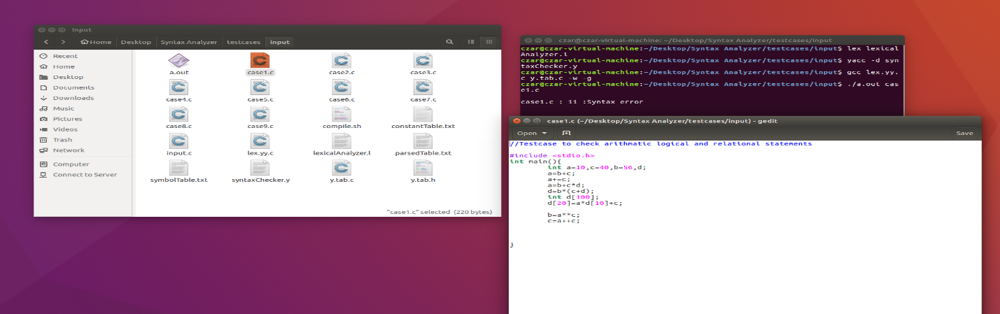 input
Home Desktop Syntax Analyzer testcases input
Recent
Home
Desktop
Documents
Downloads
Music
Pictures
Videos
Trash
Network
Computer
Connect to Server
a.out case1.c case2.c case3.c
case4.c case5.c case6.c case7.c
case8.c case9.c compile.sh constantTable.txt
input.c lex.yy.c lexicalAnalyzer.l parsedTable.txt
symbolTable.txt syntaxChecker.y y.tab.c y.tab.h
"case1.c" selected (220 bytes)
czar@czar-virtual-machine: ~/Desktop/Syntax Analyzer/testcases/input
czar@czar-virtual-machine:~/Desktop/Syntax Analyzer/testcases/input$ lex lexical
Analyzer.l
czar@czar-virtual-machine:~/Desktop/Syntax Analyzer/testcases/input$ yacc -d syn
taxChecker.y
czar@czar-virtual-machine:~/Desktop/Syntax Analyzer/testcases/input$ gcc lex.yy.
c y.tab.c -w -g
czar@czar-virtual-machine:~/Desktop/Syntax Analyzer/testcases/input$ ./a.out cas
e1.c
case1.c : 11 :Syntax error
case1.c (~/Desktop/Syntax Analyzer/testcases/input) - gedit
Open Save
//Testcase to check arithmatic logical and relational statements
#include <stdio.h>
int main(){
int a=10,c=40,b=56,d;
a=b+c;
a+=c;
a=b+c*d;
d=b*(c+d);
int d[100];
d[20]=a*d[10]+c;
b=a**c;
c=a++c;
}